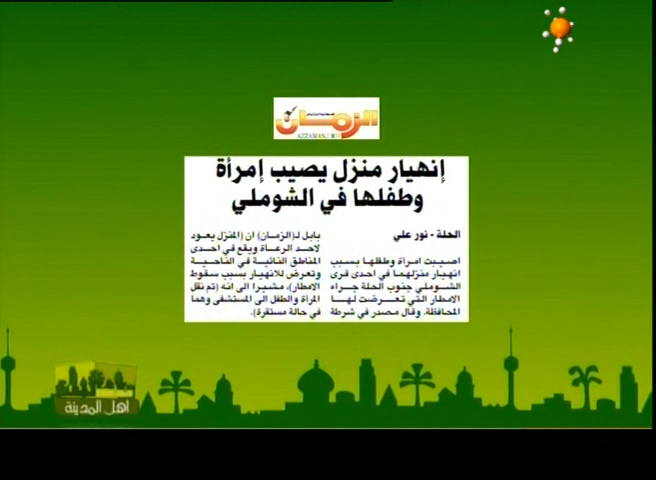 الزمان
AZZAMAN
إنهيار منزل يصيب إمرأة
وطفلها في الشوملي
الحلة - نور علي
اصيبت امراة وطفلها بسبب
انهيار منزلهما في احدى قرى
الشوملي جنوب الحلة جراء
الامطار التي تعرضت لها
المحافظة. وقال مصدر في شرطة
بابل لـ(الزمان) ان (المنزل يعود
لاحد الرعاة ويقع في احدى
المناطق النائية في الناحية
وتعرض للانهيار بسبب سقوط
الامطار)، مشيرا الى انه (تم نقل
المرأة والطفل الى المستشفى وهما
في حالة مستقرة).
اهل المدينة